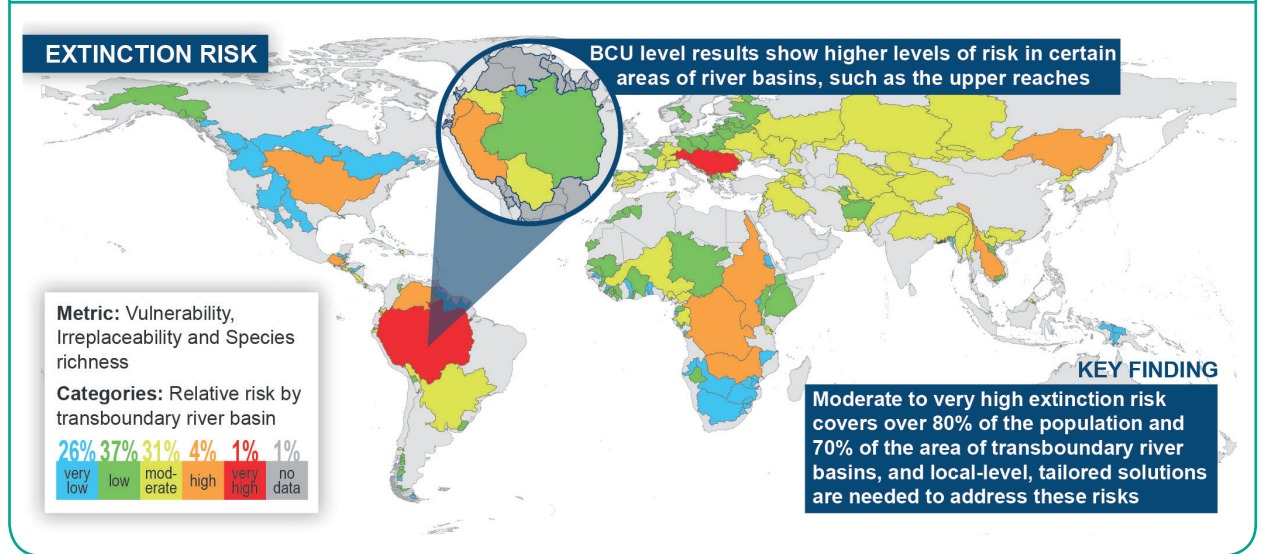 EXTINCTION RISK
BCU level results show higher levels of risk in certain
areas of river basins, such as the upper reaches
Metric: Vulnerability,
Irreplaceability and Species
richness
Categories: Relative risk by
transboundary river basin
26% 37% 31% 4% 1% 1%
very low
low
mod-erate
high
very high
no data
KEY FINDING
Moderate to very high extinction risk
covers over 80% of the population and
70% of the area of transboundary river
basins, and local-level, tailored solutions
are needed to address these risks